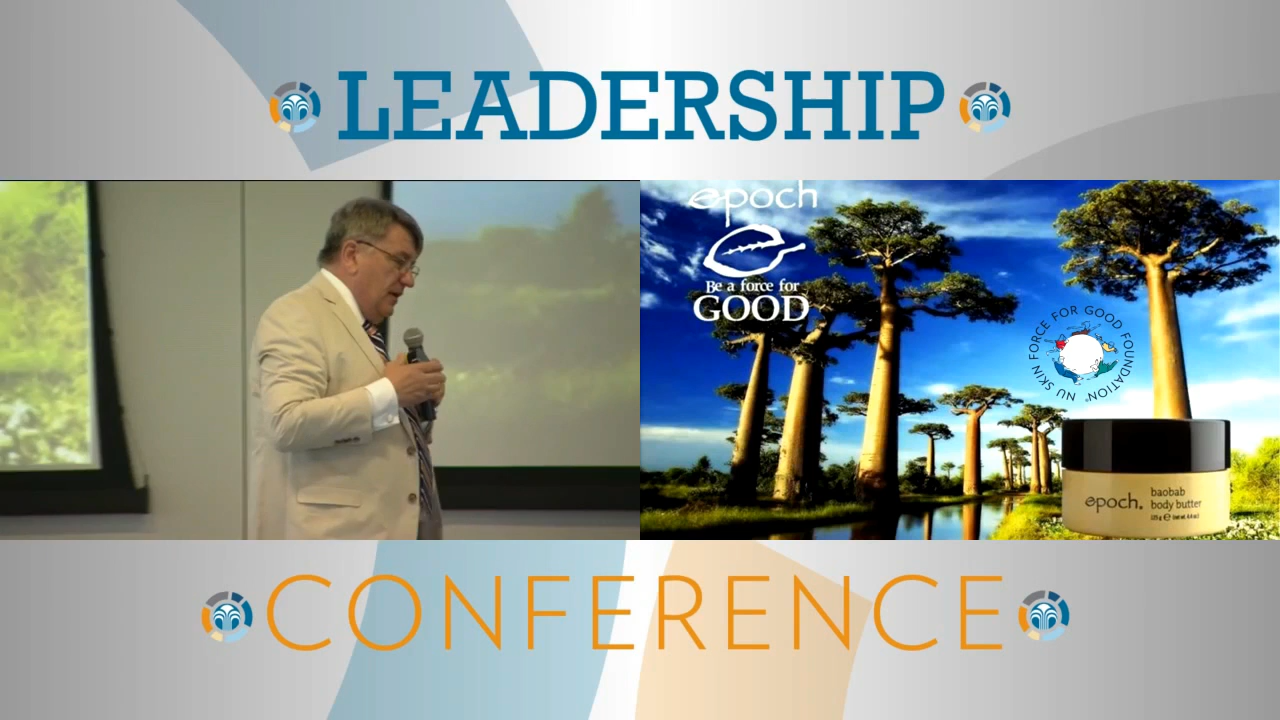 LEADERSHIP
epoch
Be a force for
GOOD
NU SKIN FORCE FOR GOOD FOUNDATION
epoch.
baobab
body butter
CONFERENCE